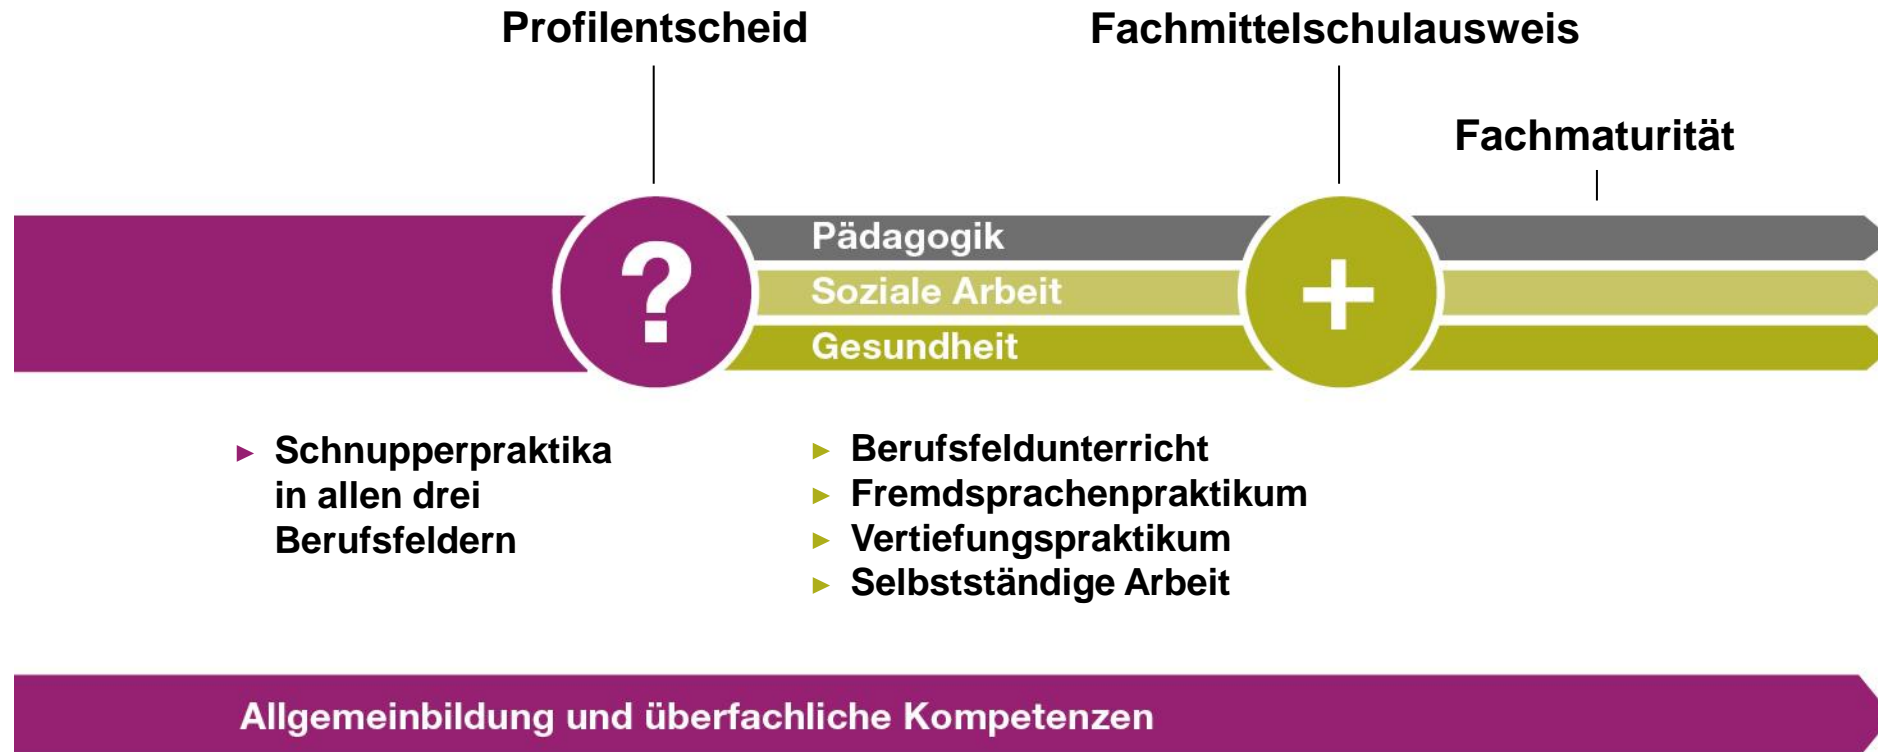 Profilentscheid
Fachmittelschulausweis
Fachmaturität
?
+
Pädagogik
Soziale Arbeit
Gesundheit
► Schnupperpraktika
in allen drei
Berufsfeldern
► Berufsfeldunterricht
► Fremdsprachenpraktikum
► Vertiefungspraktikum
► Selbstständige Arbeit
Allgemeinbildung und überfachliche Kompetenzen